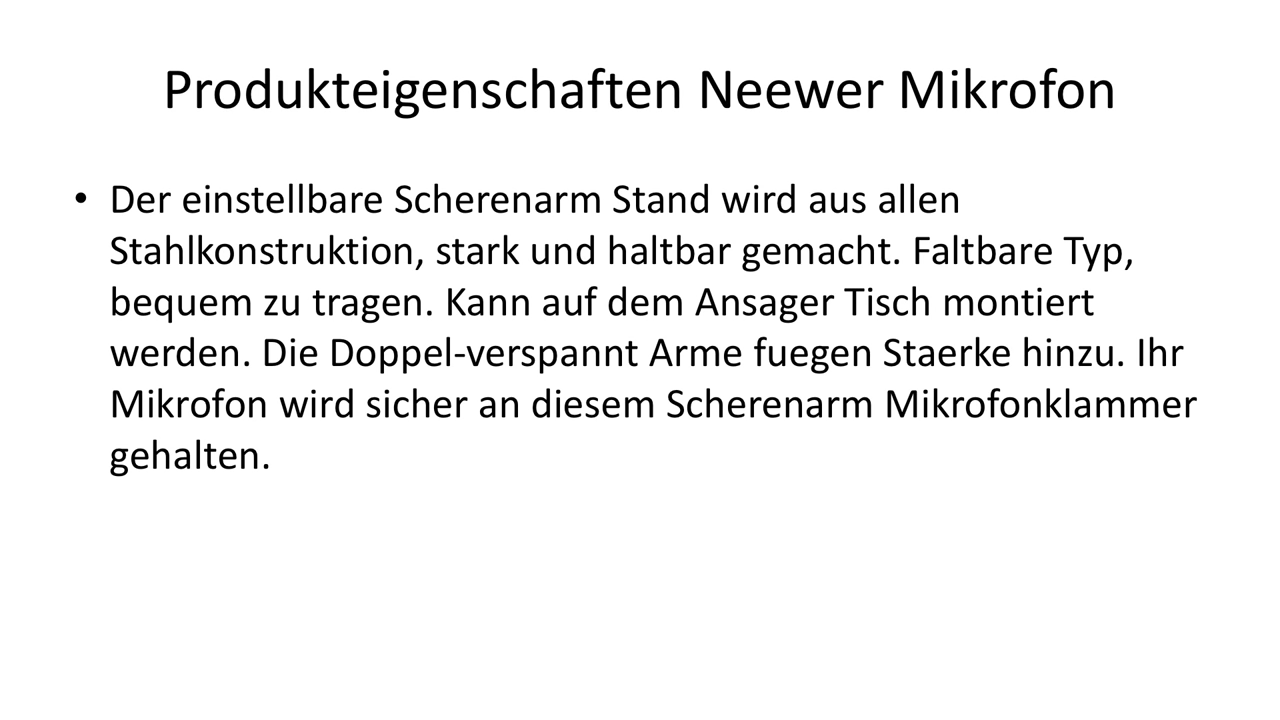 Produkteigenschaften Neewer Mikrofon
• Der einstellbare Scherenarm Stand wird aus allen
Stahlkonstruktion, stark und haltbar gemacht. Faltbare Typ,
bequem zu tragen. Kann auf dem Ansager Tisch montiert
werden. Die Doppel-verspannt Arme fuegen Staerke hinzu. Ihr
Mikrofon wird sicher an diesem Scherenarm Mikrofonklammer
gehalten.